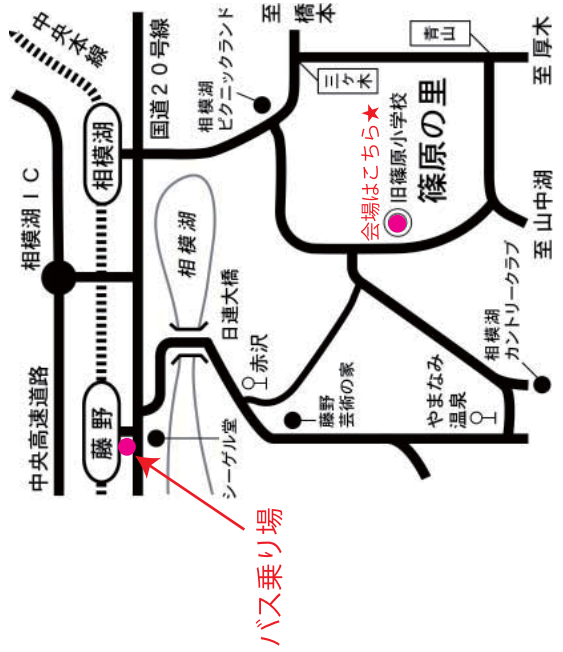 中央本線
国道20号線
相模湖
ピクニックランド
至橋本
三ケ木
青山
至厚木
相模湖IC
相模湖
相模湖
会場はこちら★
旧篠原小学校
篠原の里
至山中湖
日連大橋
赤沢
相模湖
カントリークラブ
中央高速道路
藤野
シーゲル堂
藤野
芸術の家
やまなみ
温泉
バス乗り場